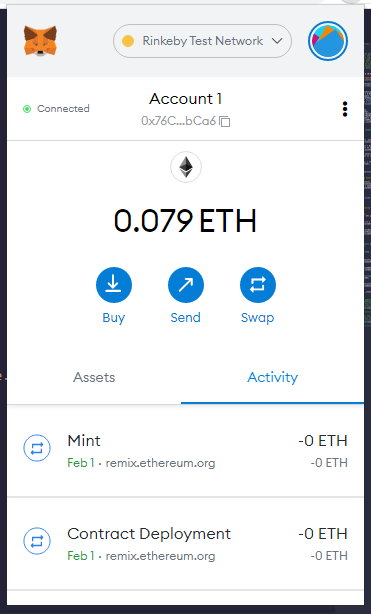 Rinkeby Test Network
Connected
Account 1
0x76C...bCa6
0.079 ETH
Buy
Send
Swap
Assets
Activity
Mint
-0 ETH
Feb 1 · remix.ethereum.org
-0 ETH
Contract Deployment
-0 ETH
Feb 1 · remix.ethereum.org
-0 ETH